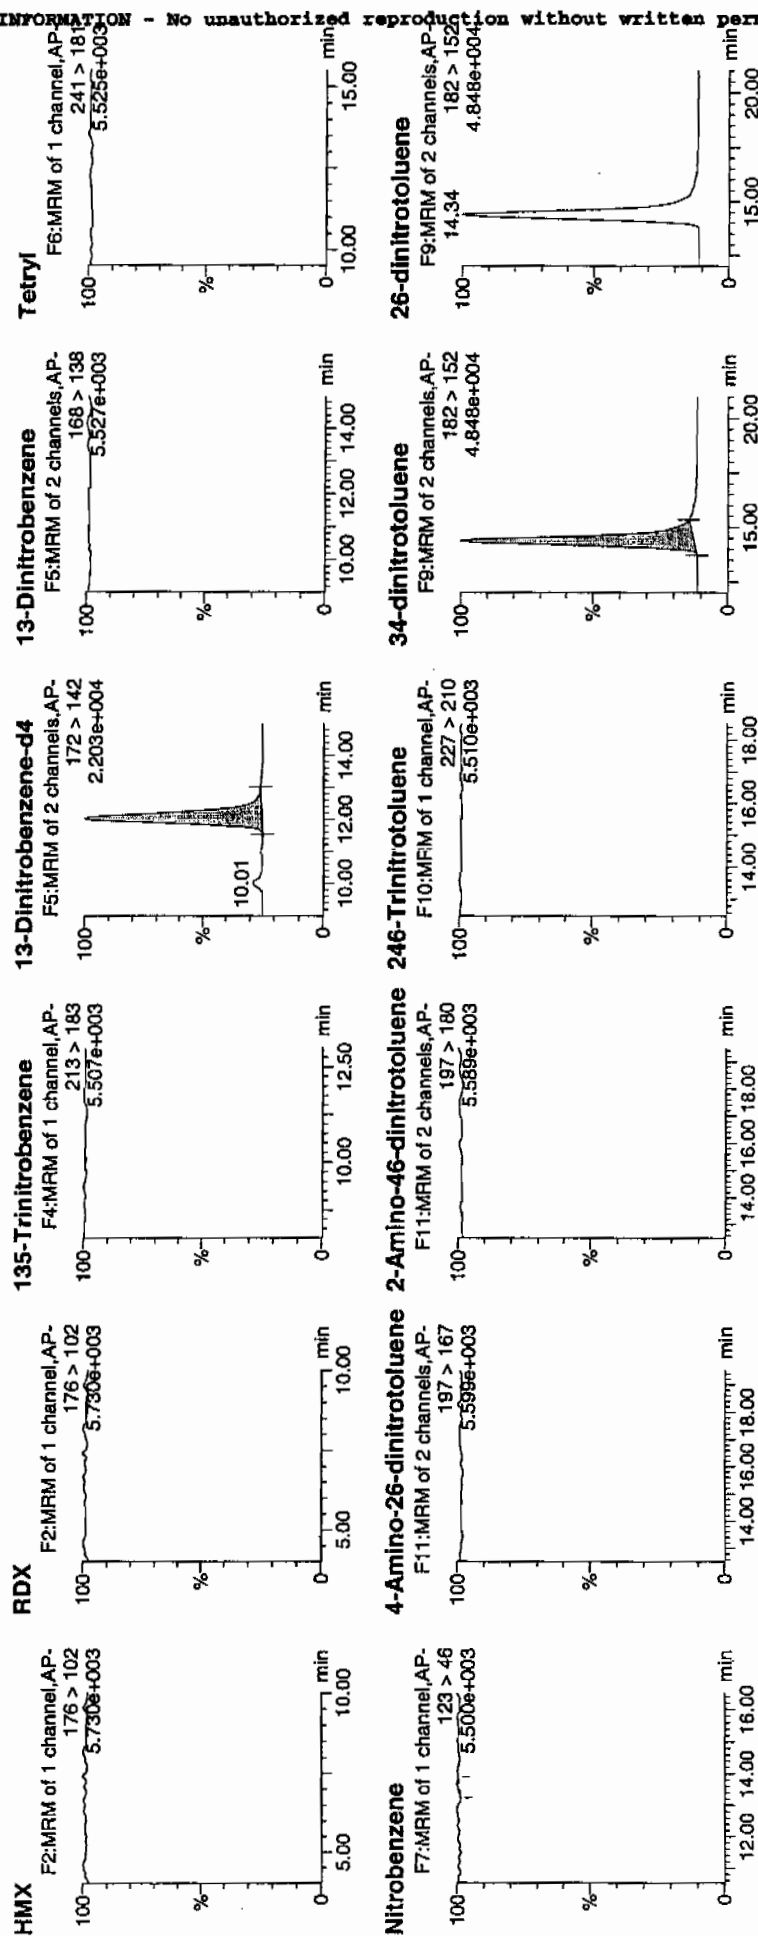 INFORMATION - No unauthorized reproduction without written
HMX
F2:MRM of 1 channel,AP-
176 > 102
5.730e+003
100
%
0
5.00 10.00 min
RDX
F2:MRM of 1 channel,AP-
176 > 102
5.730e+003
100
%
0
5.00 10.00 min
135-Trinitrobenzene
F4:MRM of 1 channel,AP-
213 > 183
5.507e+003
100
%
0
10.00 12.50 min
13-Dinitrobenzene-d4
F5:MRM of 2 channels,AP-
172 > 142
2.203e+004
100
10.01
%
0
10.00 12.00 14.00 min
13-Dinitrobenzene
F5:MRM of 2 channels,AP-
168 > 138
5.527e+003
100
%
0
10.00 12.00 14.00 min
Tetryl
F6:MRM of 1 channel,AP-
241 > 181
5.525e+003
100
%
0
10.00 15.00 min
Nitrobenzene
F7:MRM of 1 channel,AP-
123 > 46
5.500e+003
100
%
0
12.00 14.00 16.00 min
4-Amino-26-dinitrotoluene
F11:MRM of 2 channels,AP-
197 > 167
5.599e+003
100
%
0
14.00 16.00 18.00 min
2-Amino-46-dinitrotoluene
F11:MRM of 2 channels,AP-
197 > 180
5.589e+003
100
%
0
14.00 16.00 18.00 min
246-Trinitrotoluene
F10:MRM of 1 channel,AP-
227 > 210
5.510e+003
100
%
0
14.00 16.00 18.00 min
34-dinitrotoluene
F9:MRM of 2 channels,AP-
182 > 152
4.848e+004
100
%
0
15.00 20.00 min
26-dinitrotoluene
F9:MRM of 2 channels,AP-
14.34
182 > 152
4.848e+004
100
%
0
15.00 20.00 min